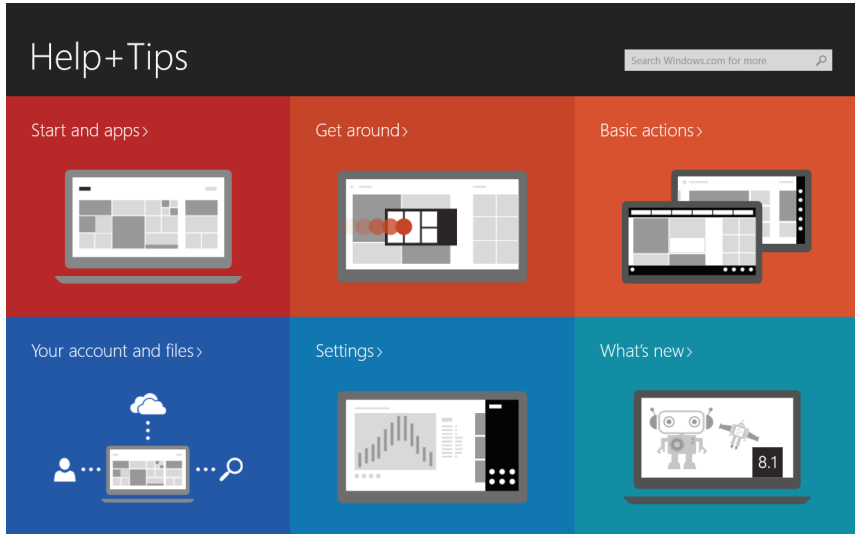 Help+Tips
Search Windows.com for more
Start and apps>
Get around>
Basic actions>
Your account and files>
Settings>
What's new>
8.1